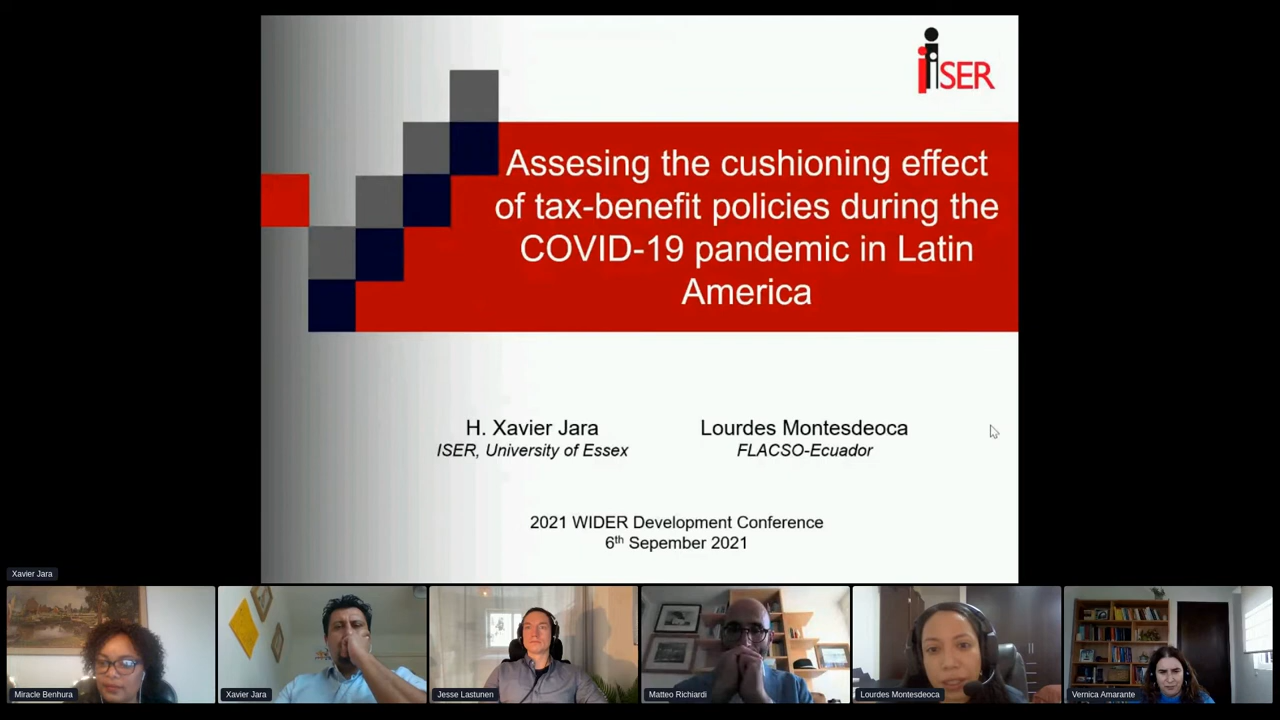 iiSER
Assesing the cushioning effect
of tax-benefit policies during the
COVID-19 pandemic in Latin
America
H. Xavier Jara
ISER, University of Essex
Lourdes Montesdeoca
FLACSO-Ecuador
2021 WIDER Development Conference
6th Sepember 2021
Xavier Jara
Miracle Benhura
Xavier Jara
Jesse Lastunen
Matteo Richiardi
Lourdes Montesdeoca
Vernica Amarante